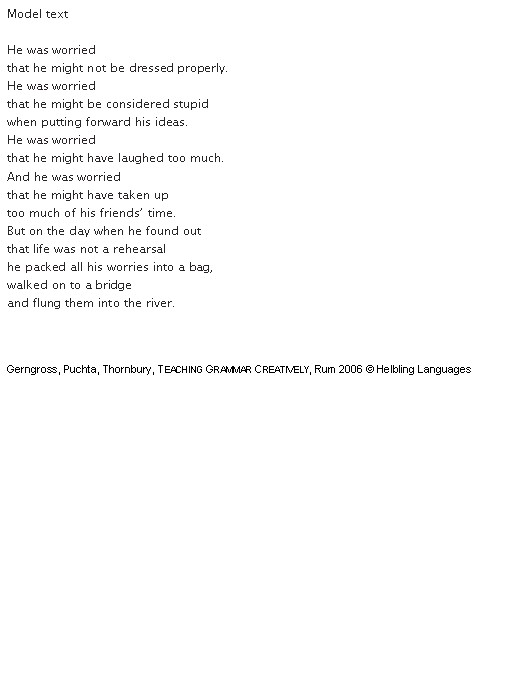 Model text
He was worried
that he might not be dressed properly.
He was worried
that he might be considered stupid
when putting forward his ideas.
He was worried
that he might have laughed too much.
And he was worried
that he might have taken up
too much of his friends’ time.
But on the day when he found out
that life was not a rehearsal
he packed all his worries into a bag,
walked on to a bridge
and flung them into the river.
Gerngross, Puchta, Thornbury, TEACHING GRAMMAR CREATIVELY, Rum 2006 © Helbling Languages